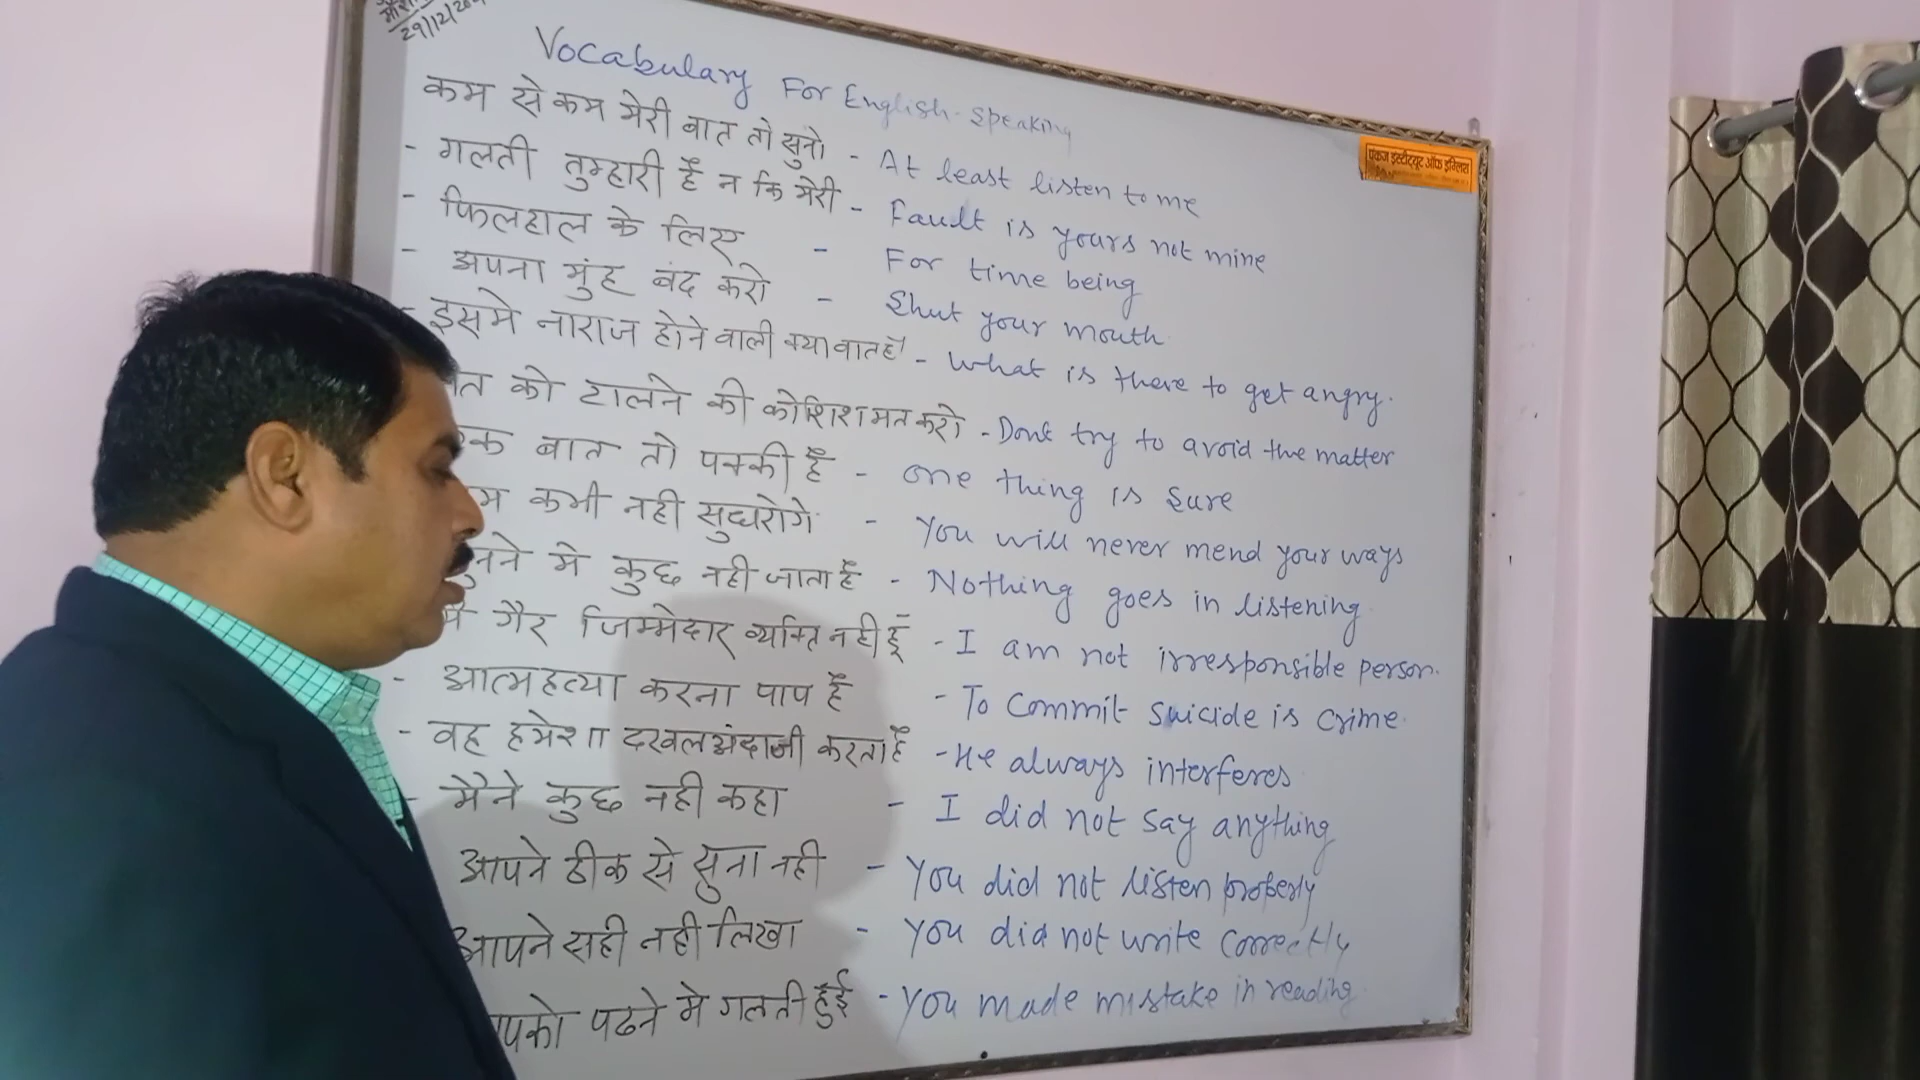 29/12/20
Vocabulary For English Speaking
कम से कम मेरी बात तो सुनो - At least listen to me
- गलती तुम्हारी है न कि मेरी - Fault is yours not mine
- फिलहाल के लिए - For time being
- अपना मुंह बंद करो - Shut your mouth
- इसमे नाराज होने वाली क्या बात है - What is there to get angry.
को टालने की कोशिश मत करो - Dont try to avoid the matter
बात तो पक्की है - one thing is sure
कभी नही सुधरोगे - You will never mend your ways
मे कुछ नही जाता है - Nothing goes in listening
गैर जिम्मेदार व्यक्ति नही हूँ - I am not irresponsible person.
- आत्महत्या करना पाप है - To Commit suicide is crime.
- वह हमेशा दखलअंदाजी करता है - He always interferes
- मैने कुछ नही कहा - I did not say anything
आपने ठीक से सुना नही - You did not listen properly
आपने सही नही लिखा - You did not write correctly
पढने मे गलती हुई - You made mistake in reading
पंकज इंस्टीट्यूट ऑफ इंग्लिश